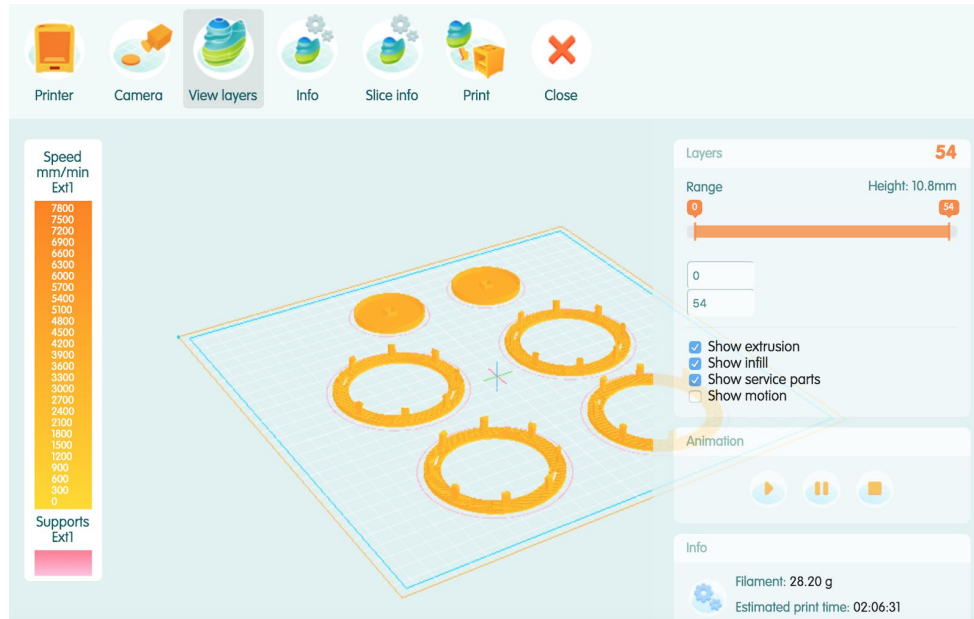 Printer
Camera
View layers
Info
Slice info
Print
Close
Speed
mm/min
Ext1
7800
7500
7200
6900
6600
6300
6000
5700
5400
5100
4800
4500
4200
3900
3600
3300
3000
2700
2400
2100
1800
1500
1200
900
600
300
0
Supports
Ext1
Layers 54
Range Height: 10.8mm
0 54
0
54
Show extrusion
Show infill
Show service parts
Show motion
Animation
Info
Filament: 28.20 g
Estimated print time: 02:06:31